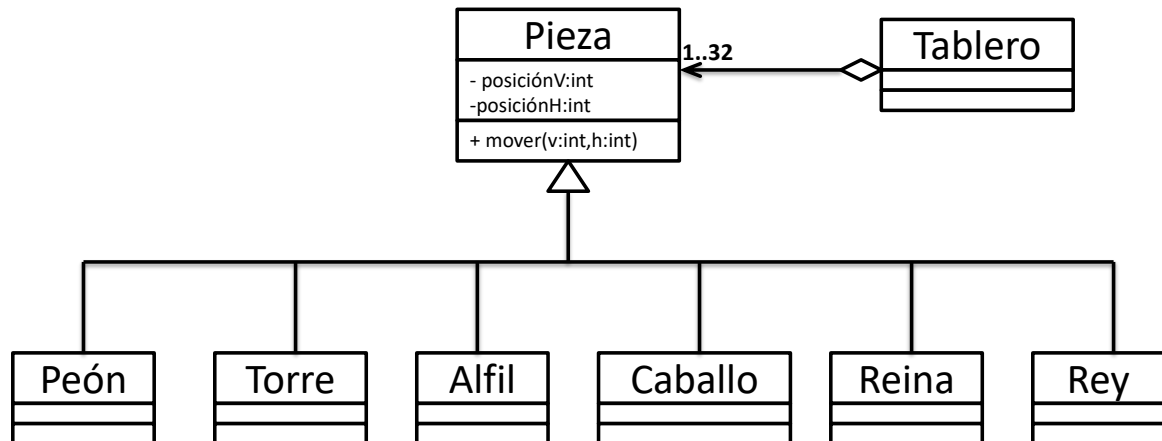 Pieza
- posiciónV:int
-posiciónH:int
+ mover(v:int,h:int)
1..32
Tablero
Peón
Torre
Alfil
Caballo
Reina
Rey